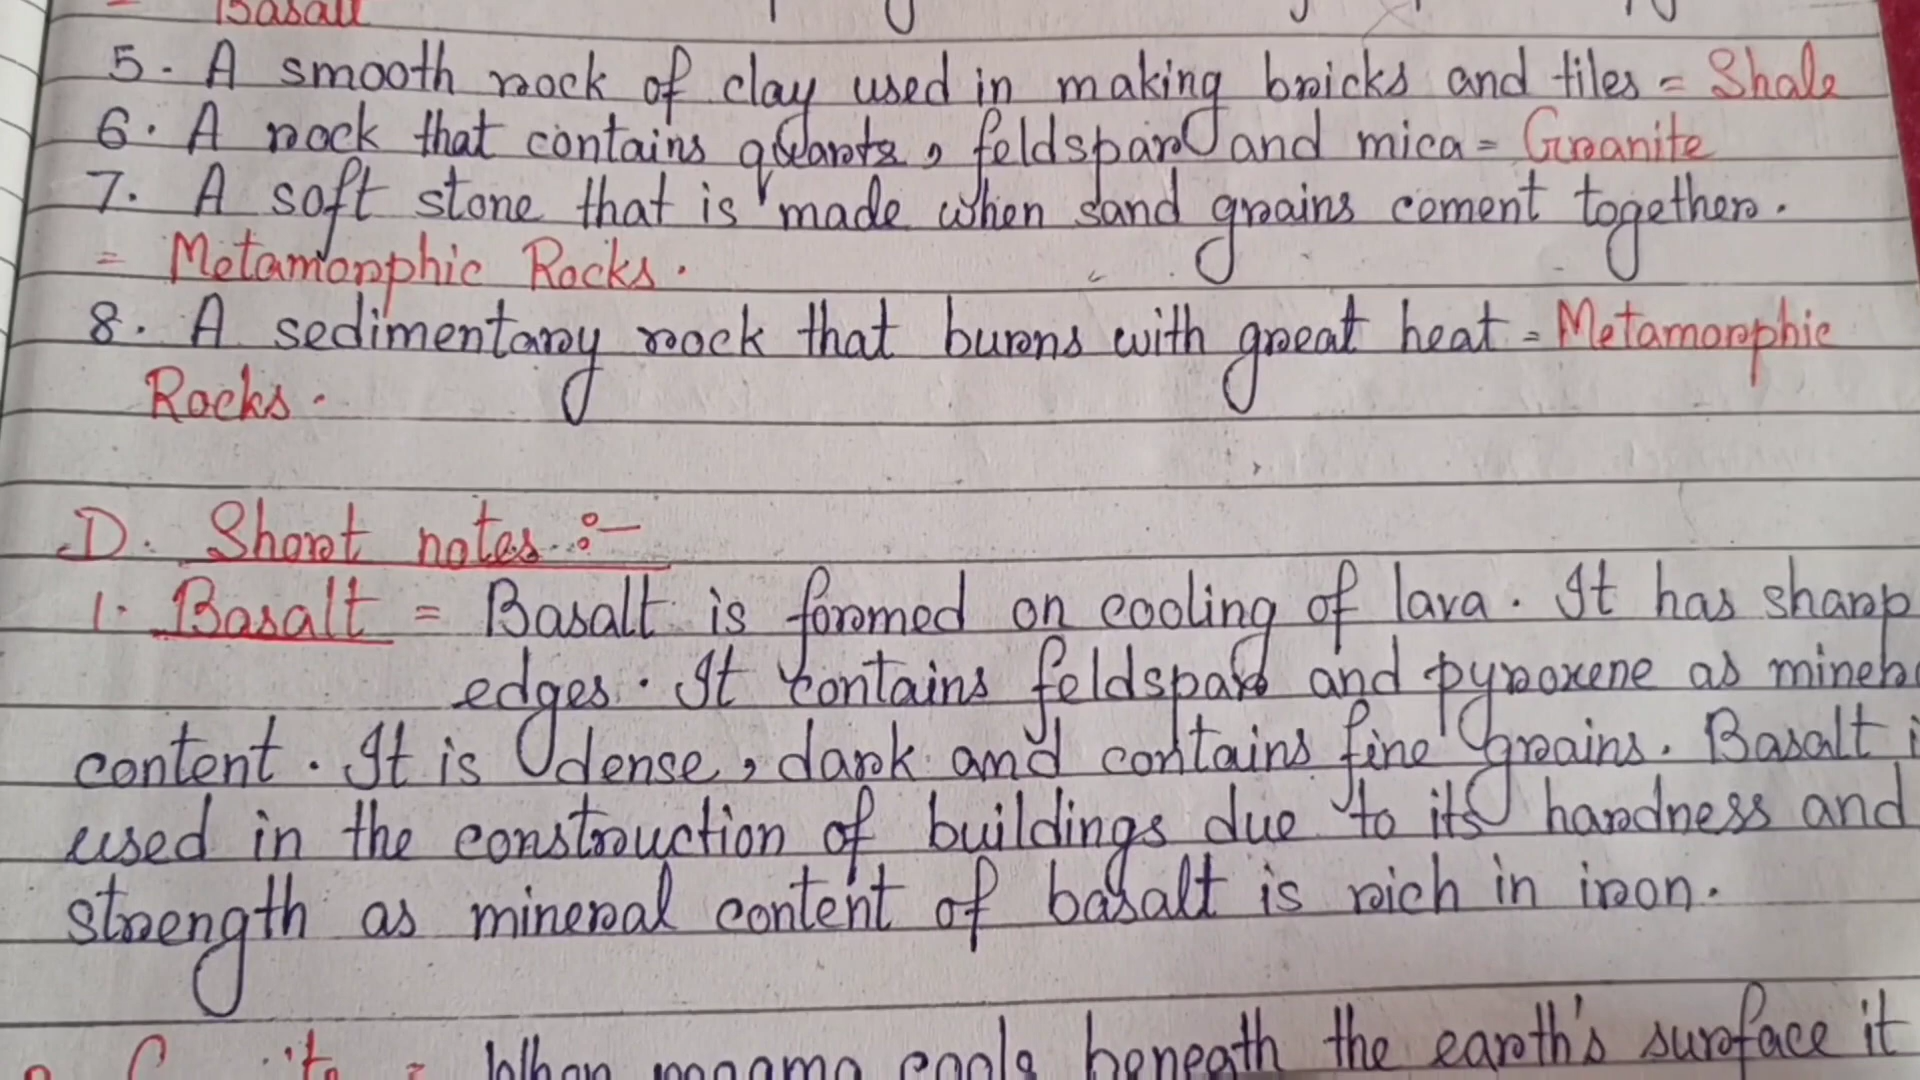 Basalt
5. A smooth rock of clay used in making bricks and tiles = Shale
6. A rock that contains quartz, feldspar and mica = Granite
7. A soft stone that is made when sand grains cement together.
= Metamorphic Rocks.
8. A sedimentary rock that burns with great heat = Metamorphic
Rocks.
D. Short notes :-
1. Basalt = Basalt is formed on cooling of lava. It has sharp
edges. It contains feldspar and pyroxene as
content. It is dense, dark and contains fine grains. Basalt
used in the construction of buildings due to its hardness and
strength as mineral content of basalt is rich in iron.
= When magma cools beneath the earth's surface it